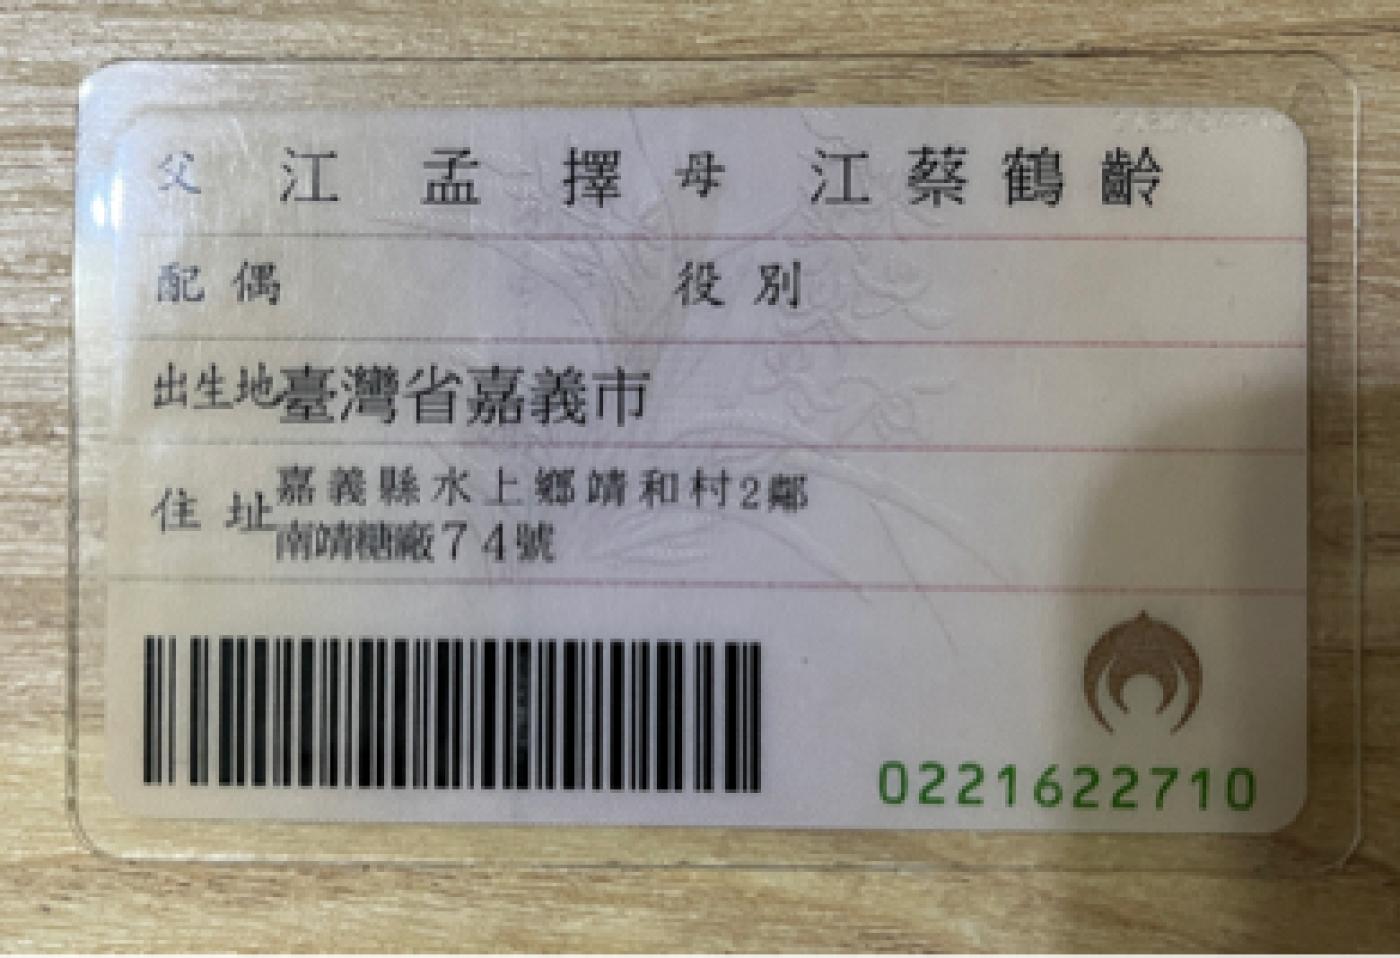 父 江孟擇 母 江蔡鶴齡
配偶 役別
出生地 臺灣省嘉義市
住址 嘉義縣水上鄉靖和村2鄰
南靖糖廠74號
0221622710